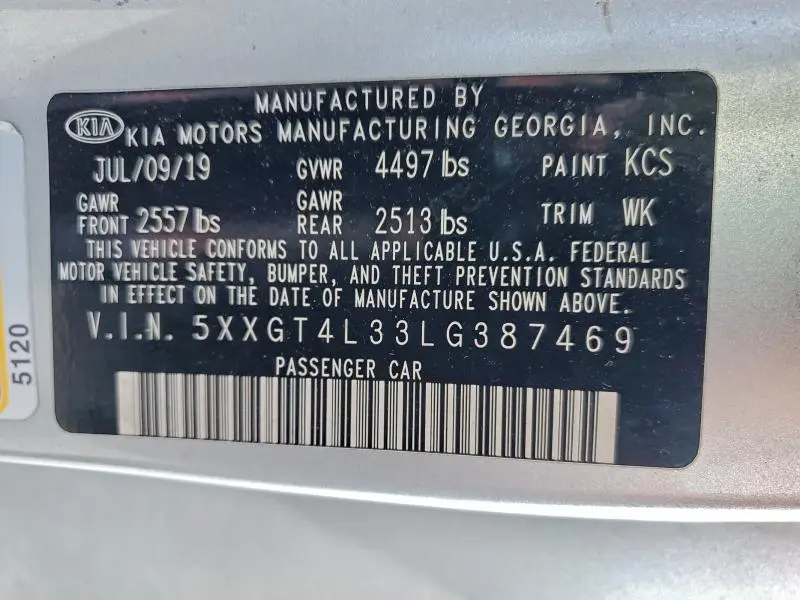 MANUFACTURED BY
KIA KIA MOTORS MANUFACTURING GEORGIA, INC.
JUL/09/19 GVWR 4497 lbs PAINT KCS
GAWR FRONT 2557 lbs GAWR REAR 2513 lbs TRIM WK
THIS VEHICLE CONFORMS TO ALL APPLICABLE U.S.A. FEDERAL
MOTOR VEHICLE SAFETY, BUMPER, AND THEFT PREVENTION STANDARDS
IN EFFECT ON THE DATE OF MANUFACTURE SHOWN ABOVE.
V.I.N. 5XXGT4L33LG387469
PASSENGER CAR
5120